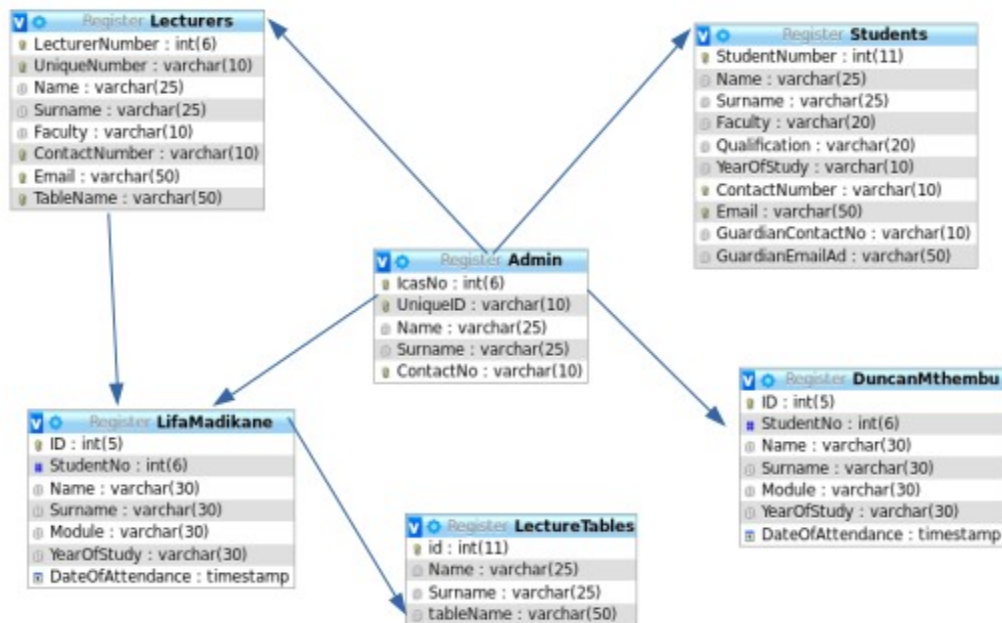 Register Lecturers
LecturerNumber : int(6)
UniqueNumber : varchar(10)
Name : varchar(25)
Surname : varchar(25)
Faculty : varchar(10)
ContactNumber : varchar(10)
Email : varchar(50)
TableName : varchar(50)
Register Students
StudentNumber : int(11)
Name : varchar(25)
Surname : varchar(25)
Faculty : varchar(20)
Qualification : varchar(20)
YearOfStudy : varchar(10)
ContactNumber : varchar(10)
Email : varchar(50)
GuardianContactNo : varchar(10)
GuardianEmailAd : varchar(50)
Register Admin
IcasNo : int(6)
UniqueID : varchar(10)
Name : varchar(25)
Surname : varchar(25)
ContactNo : varchar(10)
Register LifaMadikane
ID : int(5)
StudentNo : int(6)
Name : varchar(30)
Surname : varchar(30)
Module : varchar(30)
YearOfStudy : varchar(30)
DateOfAttendance : timestamp
Register DuncanMthembu
ID : int(5)
StudentNo : int(6)
Name : varchar(30)
Surname : varchar(30)
Module : varchar(30)
YearOfStudy : varchar(30)
DateOfAttendance : timestamp
Register LectureTables
id : int(11)
Name : varchar(25)
Surname : varchar(25)
tableName : varchar(50)